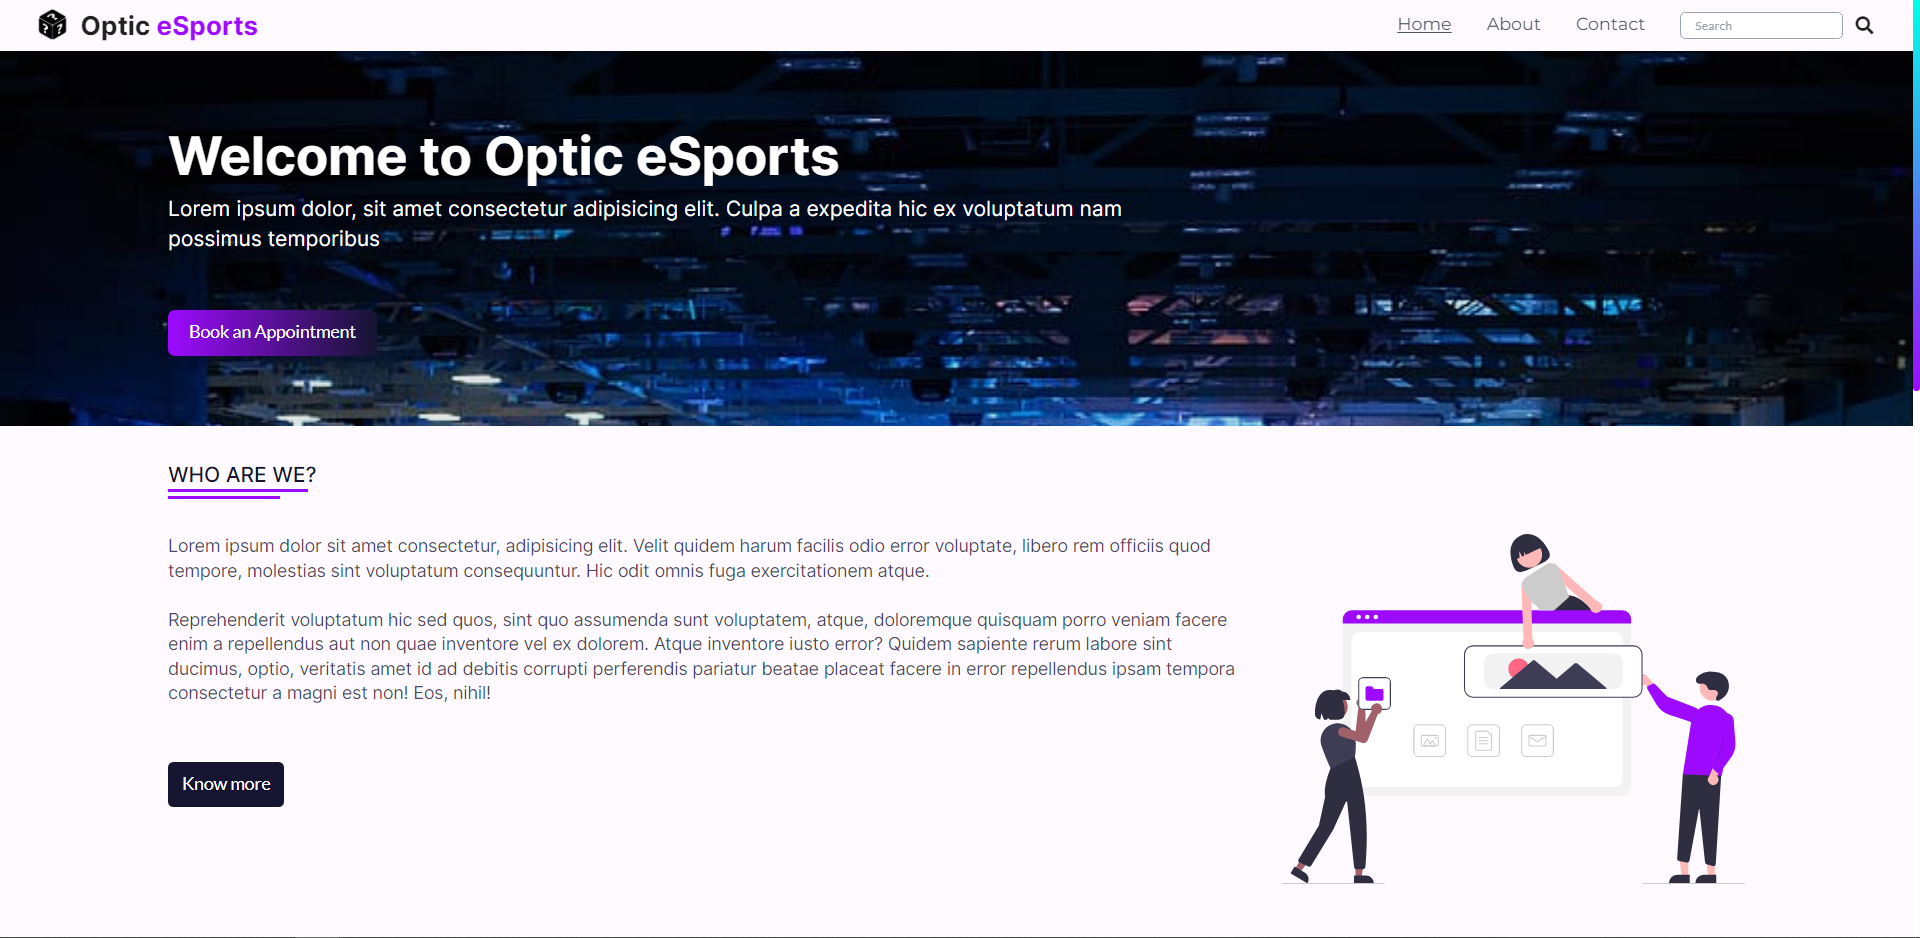 Optic eSports
Home About Contact Search
Welcome to Optic eSports
Lorem ipsum dolor, sit amet consectetur adipisicing elit. Culpa a expedita hic ex voluptatum nam
possimus temporibus
Book an Appointment
WHO ARE WE?
Lorem ipsum dolor sit amet consectetur, adipisicing elit. Velit quidem harum facilis odio error voluptate, libero rem officiis quod
tempore, molestias sint voluptatum consequuntur. Hic odit omnis fuga exercitationem atque.
Reprehenderit voluptatum hic sed quos, sint quo assumenda sunt voluptatem, atque, doloremque quisquam porro veniam facere
enim a repellendus aut non quae inventore vel ex dolorem. Atque inventore iusto error? Quidem sapiente rerum labore sint
ducimus, optio, veritatis amet id ad debitis corrupti perferendis pariatur beatae placeat facere in error repellendus ipsam tempora
consectetur a magni est non! Eos, nihil!
Know more